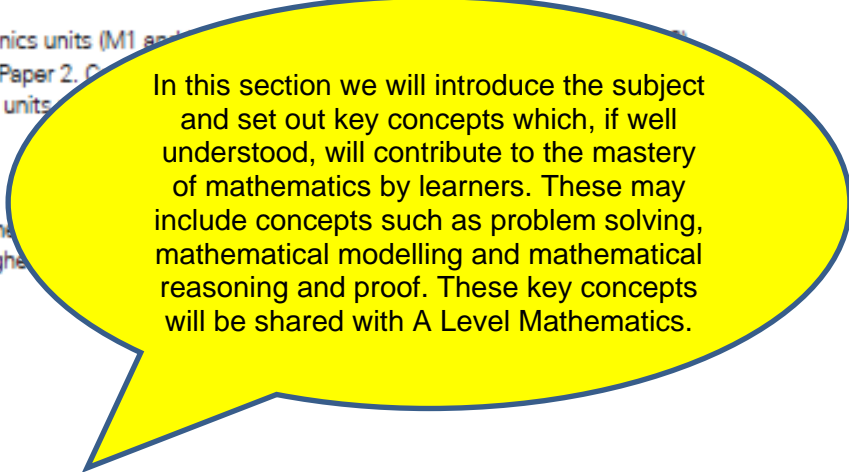 nics units (M1
Paper 2.
units
In this section we will introduce the subject
and set out key concepts which, if well
understood, will contribute to the mastery
of mathematics by learners. These may
include concepts such as problem solving,
mathematical modelling and mathematical
reasoning and proof. These key concepts
will be shared with A Level Mathematics.